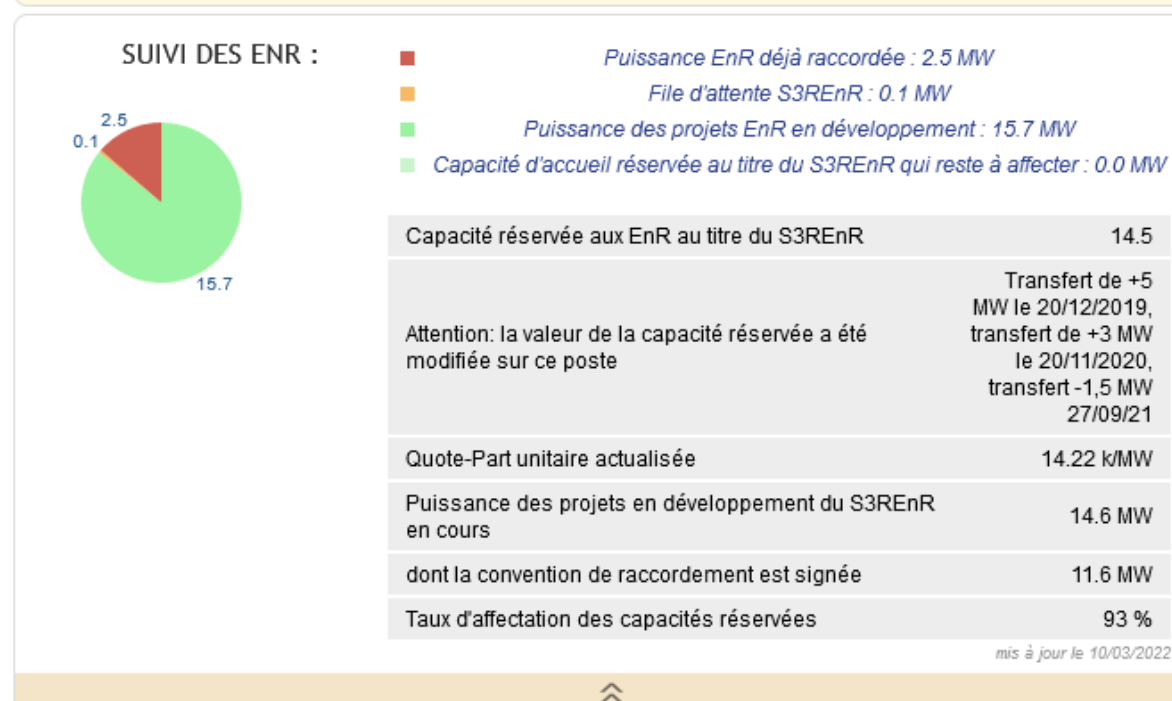 SUIVI DES ENR :
Puissance EnR déjà raccordée : 2.5 MW
File d'attente S3REnR : 0.1 MW
Puissance des projets EnR en développement : 15.7 MW
Capacité d'accueil réservée au titre du S3REnR qui reste à affecter : 0.0 MW
2.5
0.1
15.7
Capacité réservée aux EnR au titre du S3REnR 14.5
Attention: la valeur de la capacité réservée a été
modifiée sur ce poste
Transfert de +5
MW le 20/12/2019,
transfert de +3 MW
le 20/11/2020,
transfert -1,5 MW
27/09/21
Quote-Part unitaire actualisée 14.22 k/MW
Puissance des projets en développement du S3REnR
en cours
14.6 MW
dont la convention de raccordement est signée 11.6 MW
Taux d'affectation des capacités réservées 93 %
mis à jour le 10/03/2022